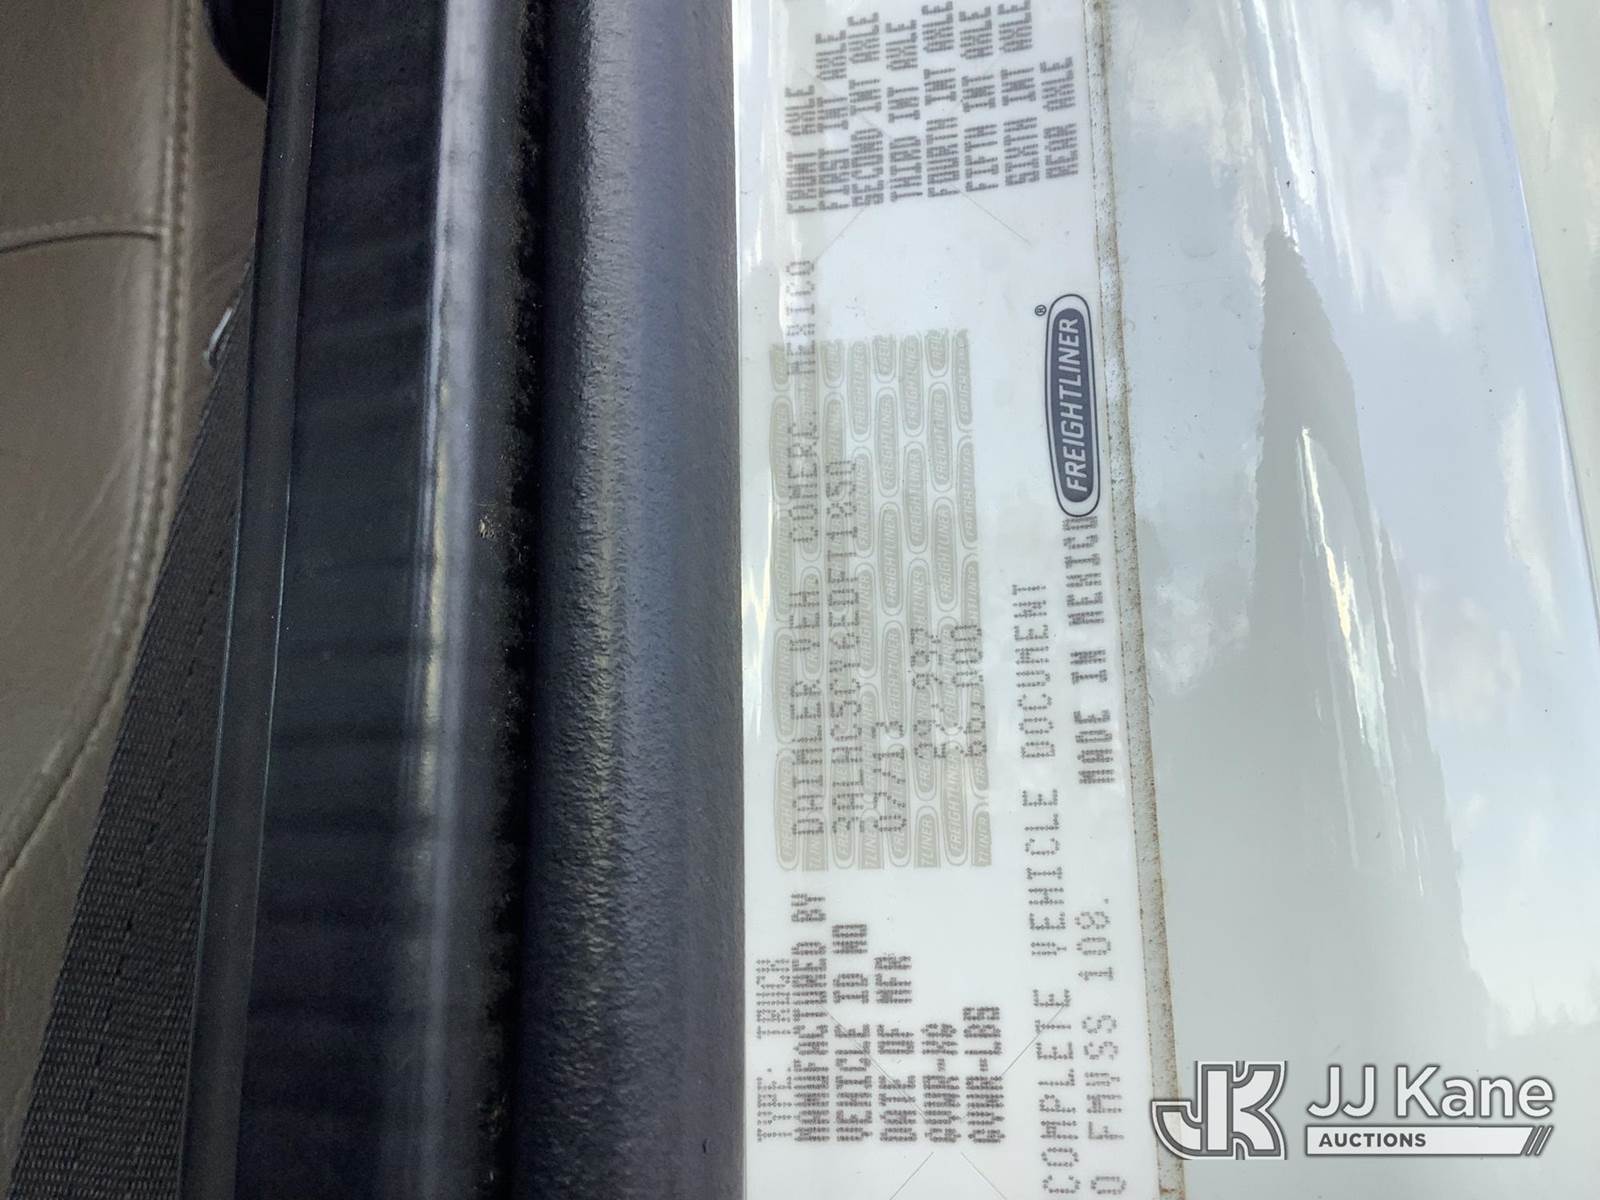 TYPE: TRUCK
MANUFACTURED BY DAIMLER VEH COMERC. MEXICO
VEHICLE ID NO
DATE OF MFR 05/13
GVWR-KG
GVWR-LBS
COMPLETE VEHICLE DOCUMENT
O FMVSS 108.
MADE IN MEXICO
FREIGHTLINER®
FRONT AXLE
FIRST INT AXLE
SECOND INT AXLE
THIRD INT AXLE
FOURTH INT AXLE
FIFTH INT AXLE
SIXTH INT AXLE
REAR AXLE
JJ Kane
AUCTIONS